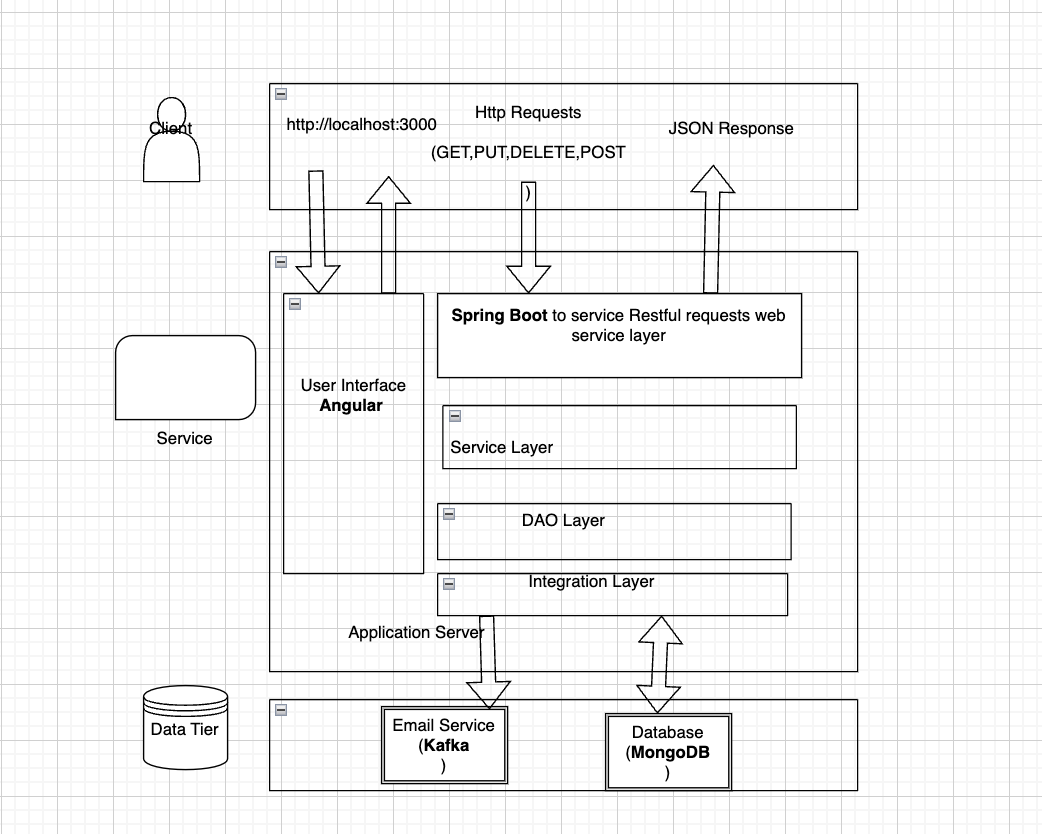 Client
http://localhost:3000
Http Requests
(GET,PUT,DELETE,POST
)
JSON Response
Service
User Interface
Angular
Spring Boot to service Restful requests web
service layer
Service Layer
DAO Layer
Integration Layer
Application Server
Data Tier
Email Service
(Kafka
)
Database
(MongoDB
)